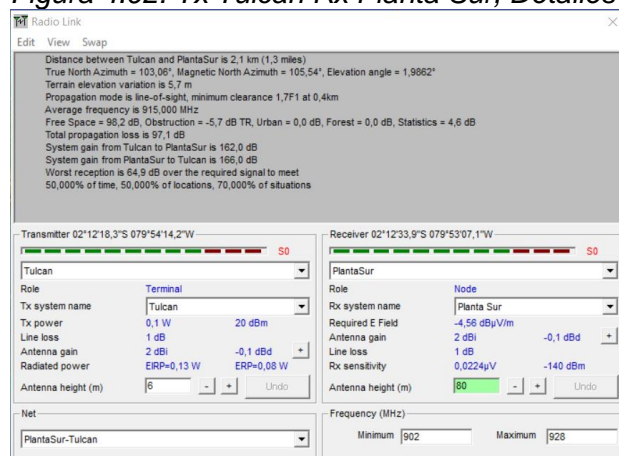 Figura 4.62: Tx Tulcan Rx Planta Sur, Detalles
Radio Link
Edit View Swap
Distance between Tulcan and PlantaSur is 2,1 km (1,3 miles)
True North Azimuth = 103,06°, Magnetic North Azimuth = 105,54°, Elevation angle = 1,9862°
Terrain elevation variation is 5,7 m
Propagation mode is line-of-sight, minimum clearance 1,7F1 at 0,4km
Average frequency is 915,000 MHz
Free Space = 98,2 dB, Obstruction = -5,7 dB TR, Urban = 0,0 dB, Forest = 0,0 dB, Statistics = 4,6 dB
Total propagation loss is 97,1 dB
System gain from Tulcan to PlantaSur is 162,0 dB
System gain from PlantaSur to Tulcan is 166,0 dB
Worst reception is 64,9 dB over the required signal to meet
50,000% of time, 50,000% of locations, 70,000% of situations
Transmitter 02°12'18,3"S 079°54'14,2"W
S0
Tulcan
Role Terminal
Tx system name Tulcan
Tx power 0,1 W 20 dBm
Line loss 1 dB
Antenna gain 2 dBi -0,1 dBd +
Radiated power EIRP=0,13 W ERP=0,08 W
Antenna height (m) 6 - + Undo
Net
PlantaSur-Tulcan
Receiver 02°12'33,9"S 079°53'07,1"W
S0
PlantaSur
Role Node
Rx system name Planta Sur
Required E Field -4,56 dBµV/m
Antenna gain 2 dBi -0,1 dBd +
Line loss 1 dB
Rx sensitivity 0,0224µV -140 dBm
Antenna height (m) 80 - + Undo
Frequency (MHz)
Minimum 902 Maximum 928